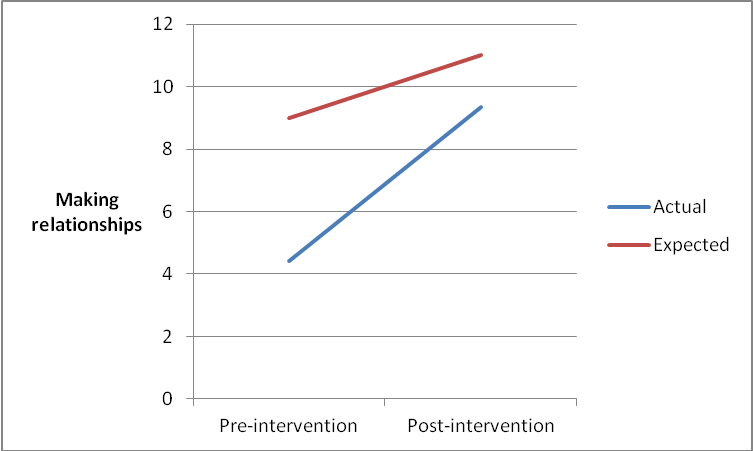 12
10
8
6
4
2
0
Making
relationships
Pre-intervention
Post-intervention
Actual
Expected